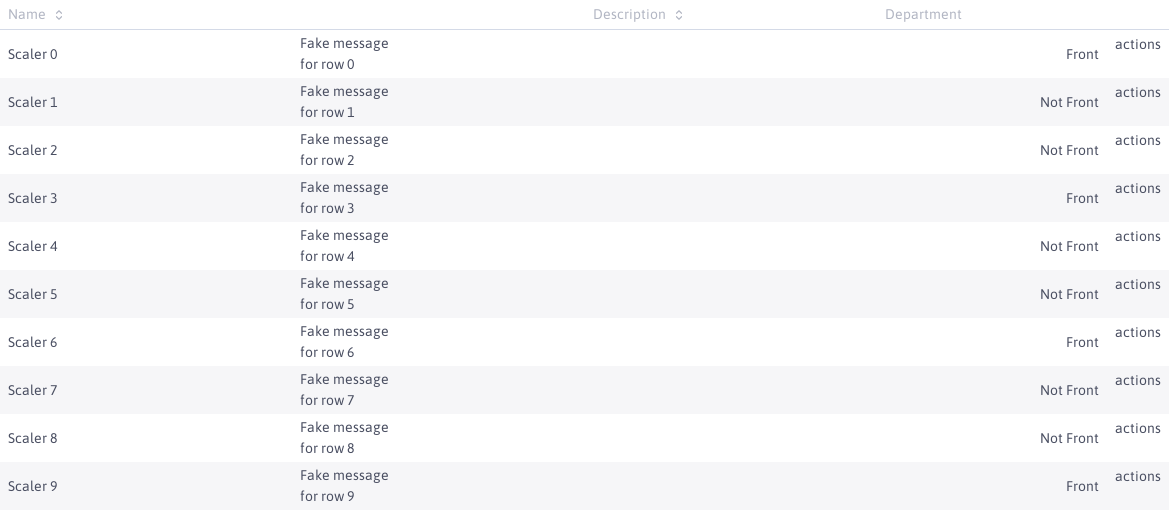 Name Description Department
Scaler 0 Fake message Front actions
for row 0
Scaler 1 Fake message Not Front actions
for row 1
Scaler 2 Fake message Not Front actions
for row 2
Scaler 3 Fake message Front actions
for row 3
Scaler 4 Fake message Not Front actions
for row 4
Scaler 5 Fake message Not Front actions
for row 5
Scaler 6 Fake message Front actions
for row 6
Scaler 7 Fake message Not Front actions
for row 7
Scaler 8 Fake message Not Front actions
for row 8
Scaler 9 Fake message Front actions
for row 9